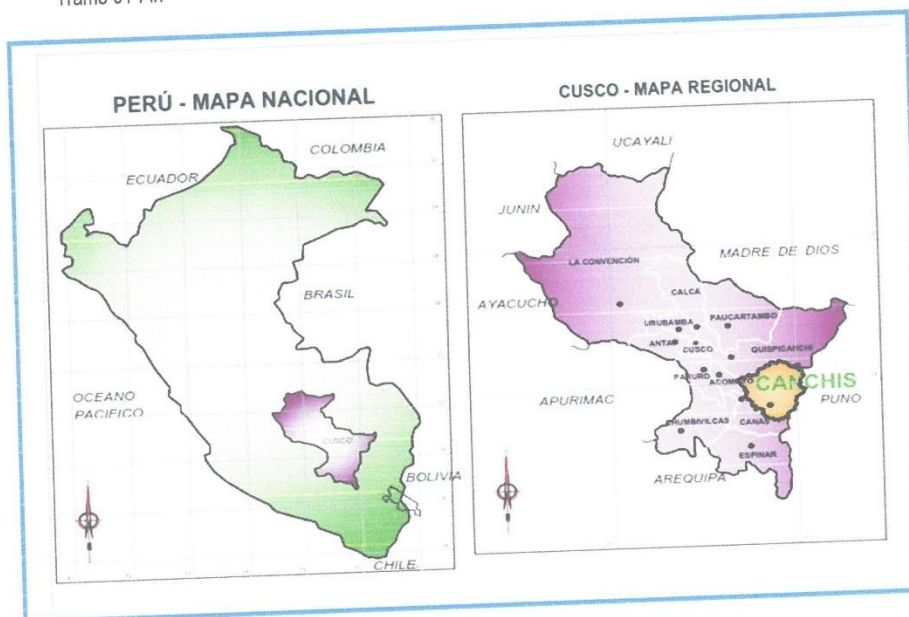 PERÚ - MAPA NACIONAL
COLOMBIA
ECUADOR
BRASIL
OCEANO
PACIFICO
CUSCO
BOLIVIA
CHILE
CUSCO - MAPA REGIONAL
UCAYALI
JUNIN
MADRE DE DIOS
LA CONVENCIÓN
CALCA
AYACUCHO
PAUCARTAMBO
URUBAMBA
ANTA
CUSCO
QUISPICANCHI
PARURO
CANCHIS
APURIMAC
PUNO
CHUMBIVILCAS
CANAS
ESPINAR
AREQUIPA